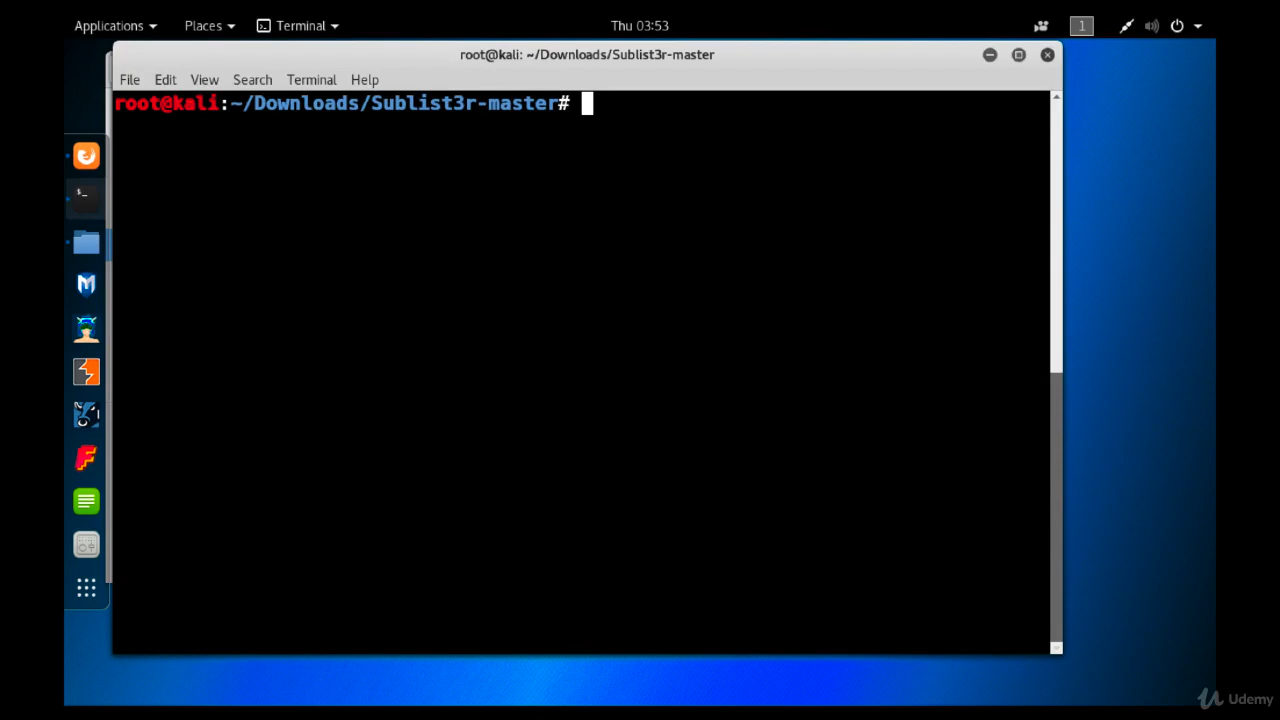 Applications Places Terminal Thu 03:53 1
root@kali: ~/Downloads/Sublist3r-master
File Edit View Search Terminal Help
root@kali:~/Downloads/Sublist3r-master#
$_
M
F
Udemy